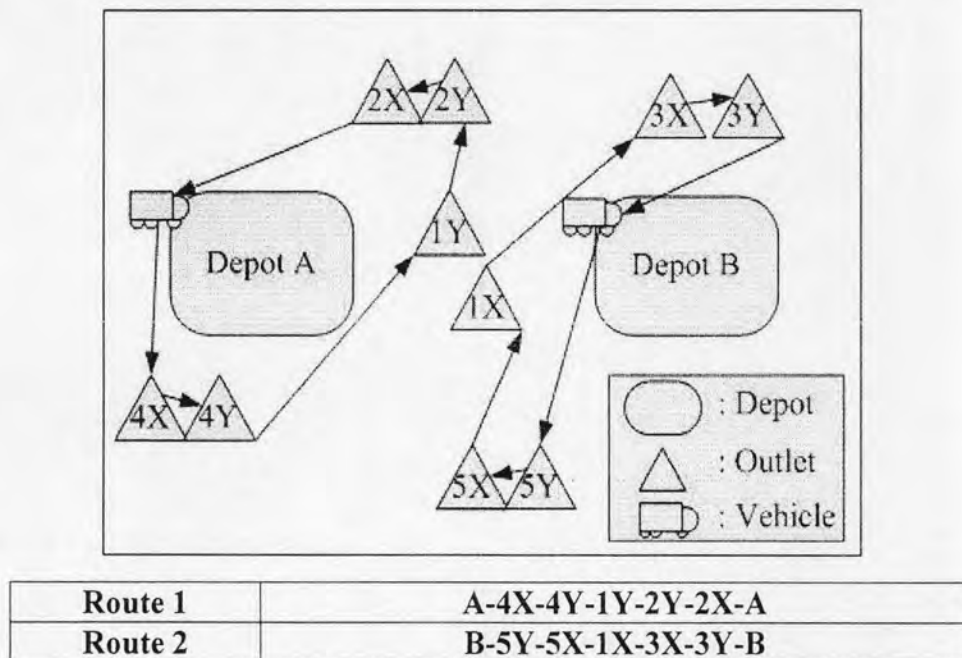 2X 2Y
3X 3Y
1Y
Depot A
Depot B
1X
4X 4Y
: Depot
5X 5Y
: Outlet
: Vehicle
Route 1 A-4X-4Y-1Y-2Y-2X-A
Route 2 B-5Y-5X-1X-3X-3Y-B